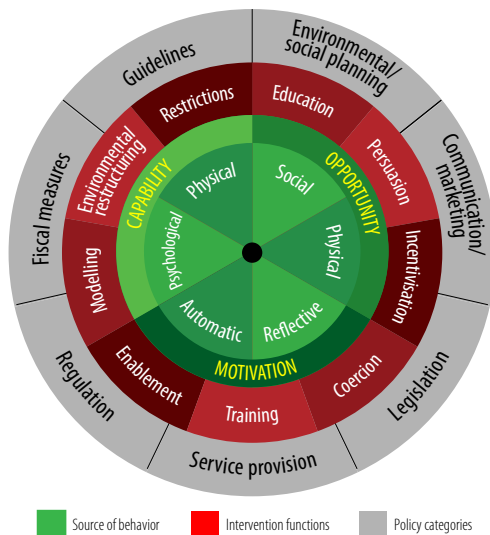 Environmental/
social planning
Communication/
marketing
Legislation
Service provision
Regulation
Fiscal measures
Guidelines
Education
Persuasion
Incentivisation
Coercion
Training
Enablement
Modelling
Environmental
restructuring
Restrictions
CAPABILITY
OPPORTUNITY
MOTIVATION
Physical
Social
Physical
Reflective
Automatic
Psychological
Source of behavior
Intervention functions
Policy categories